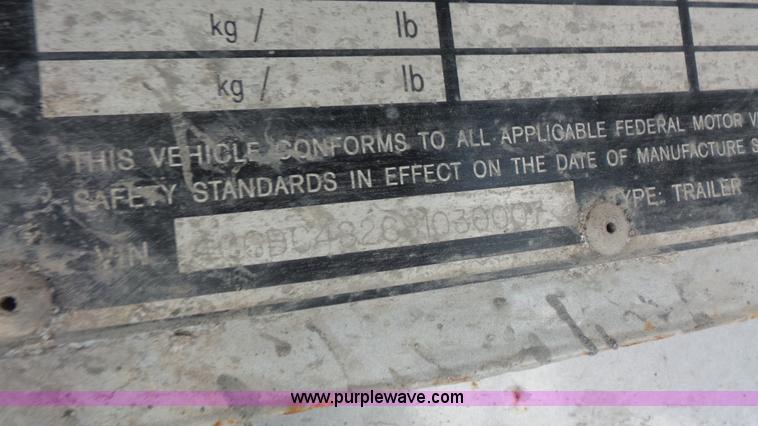 kg / lb
kg / lb
THIS VEHICLE CONFORMS TO ALL APPLICABLE FEDERAL MOTOR V
SAFETY STANDARDS IN EFFECT ON THE DATE OF MANUFACTURE S
VIN TYPE: TRAILER
www.purplewave.com